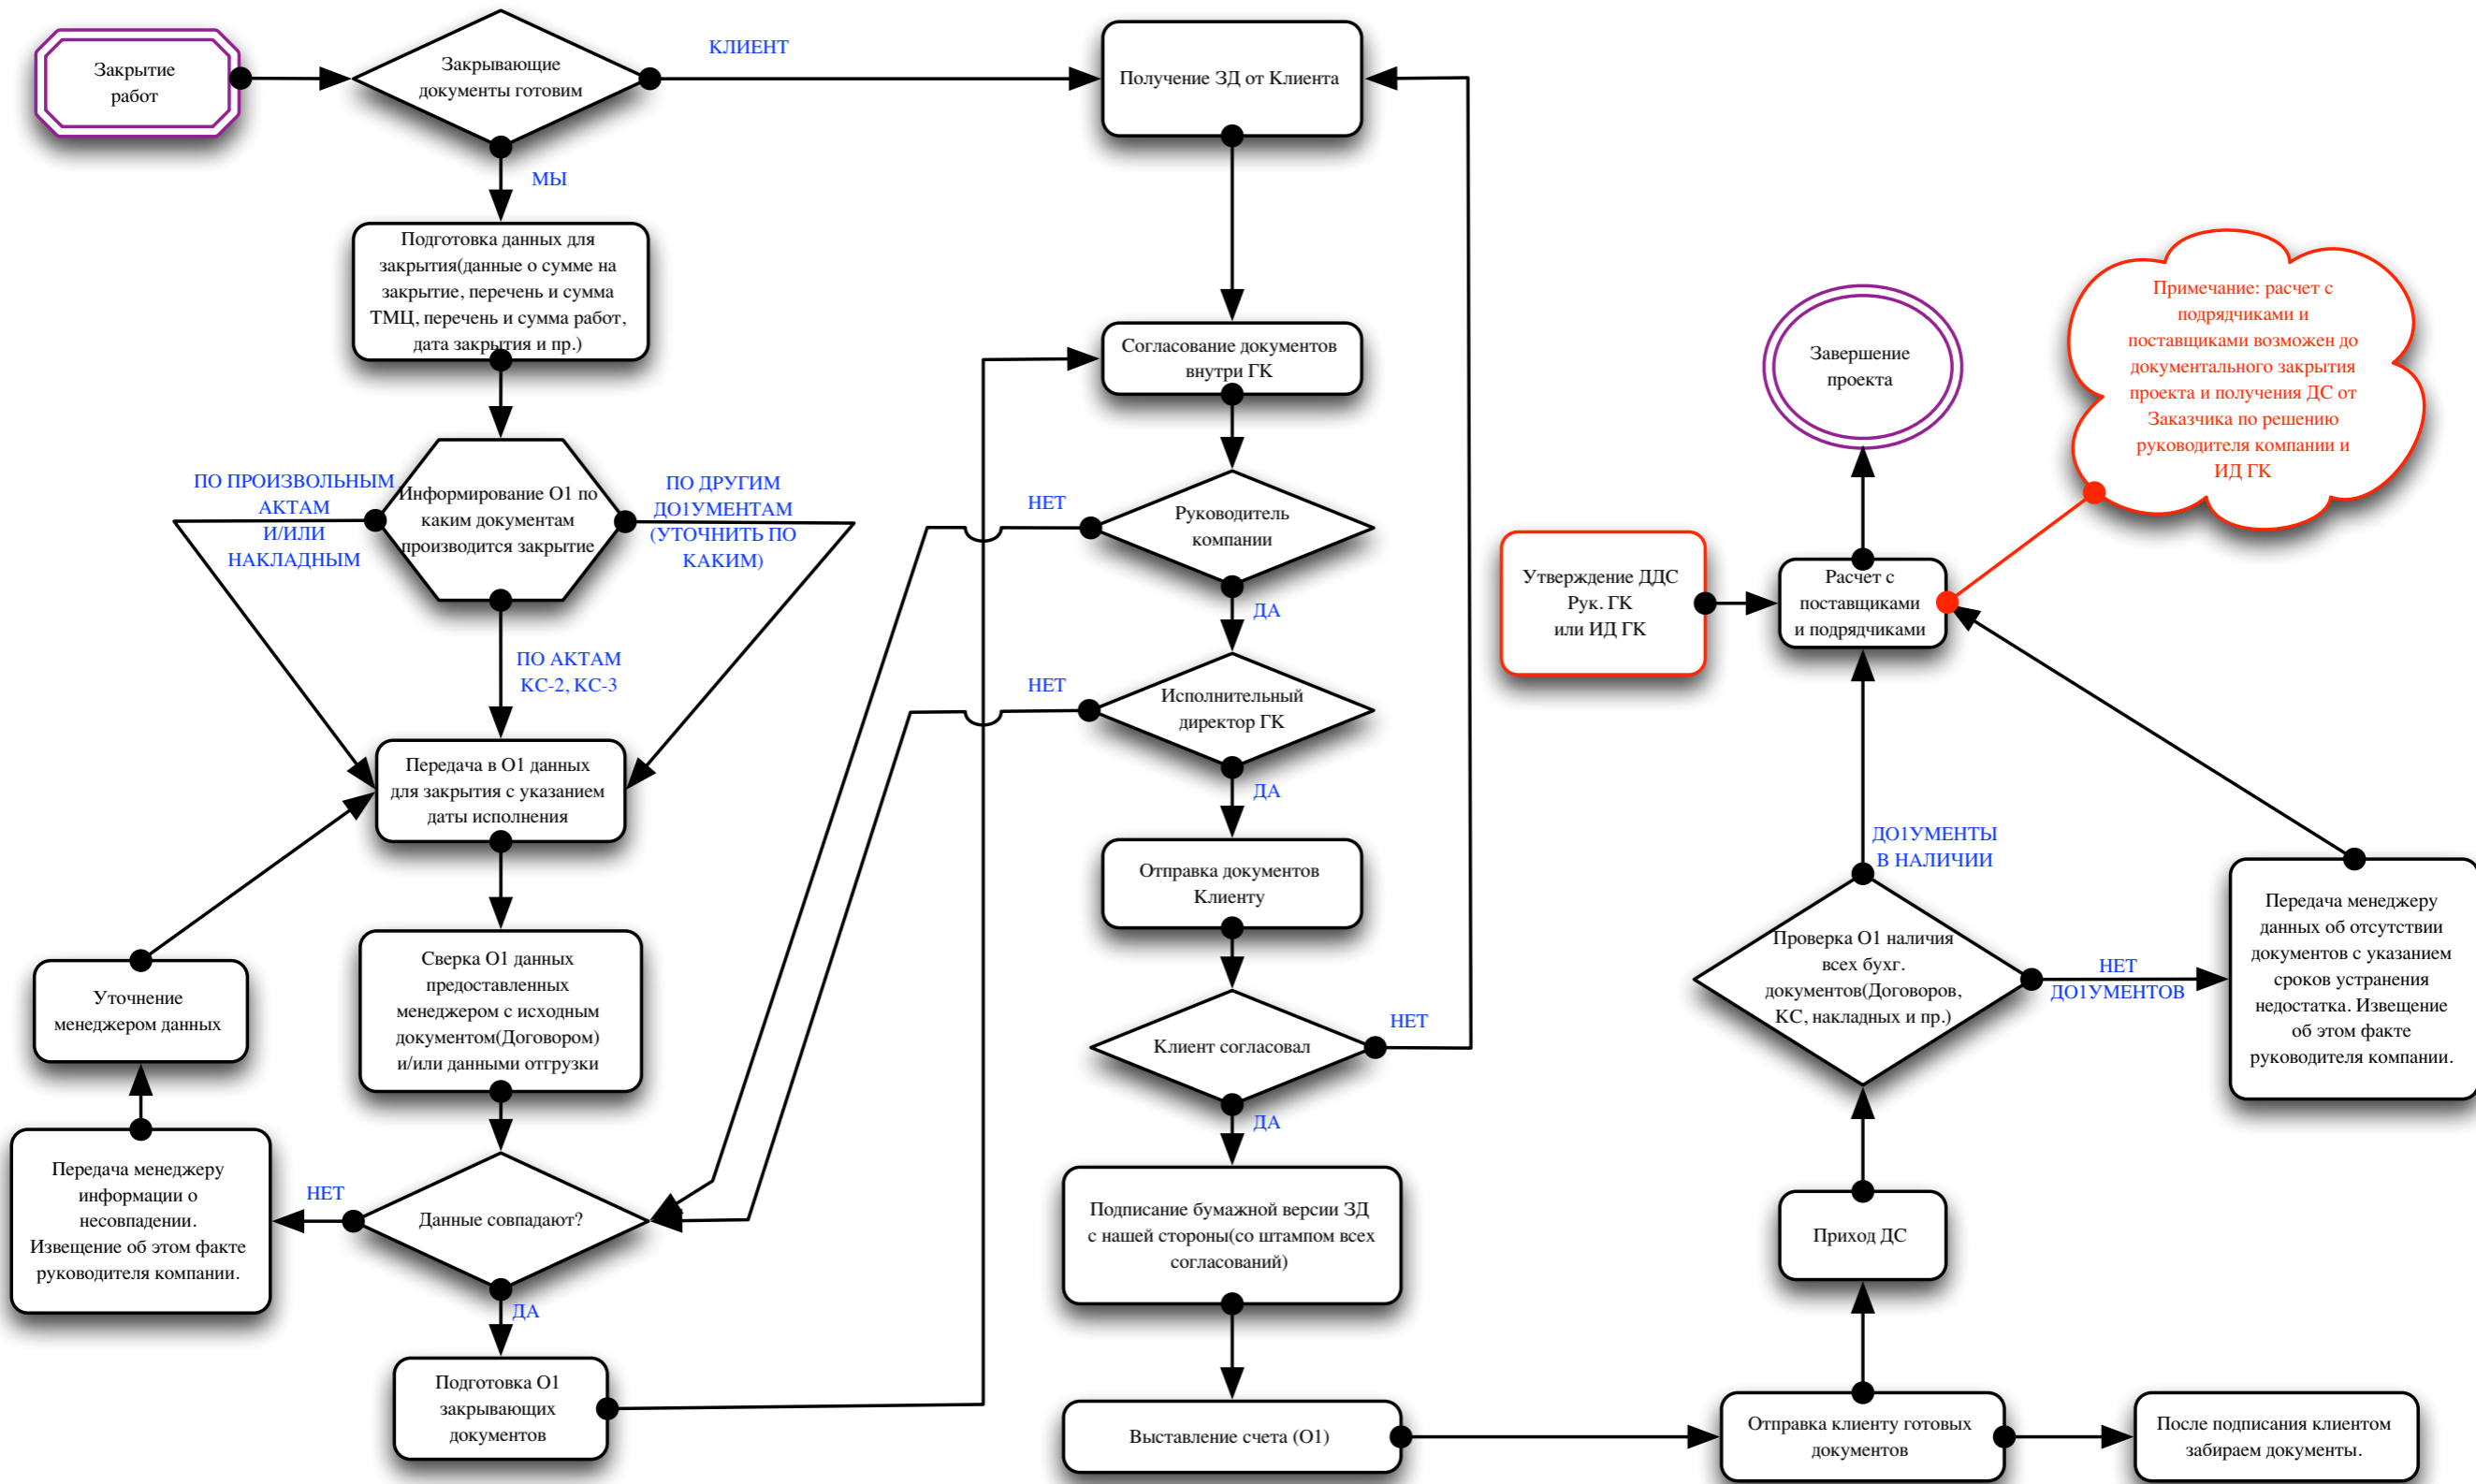 Закрытие
работ
Закрывающие
документы готовим
КЛИЕНТ
МЫ
Получение ЗД от Клиента
Подготовка данных для
закрытия(данные о сумме на
закрытие, перечень и сумма
ТМЦ, перечень и сумма работ,
дата закрытия и пр.)
Информирование О1 по
каким документам
производится закрытие
ПО ПРОИЗВОЛЬНЫМ
АКТАМ
И/ИЛИ
НАКЛАДНЫМ
ПО ДРУГИМ
ДО1УМЕНТАМ
(УТОЧНИТЬ ПО
КАКИМ)
ПО АКТАМ
КС-2, КС-3
Передача в О1 данных
для закрытия с указанием
даты исполнения
Сверка О1 данных
предоставленных
менеджером с исходным
документом(Договором)
и/или данными отгрузки
Уточнение
менеджером данных
Передача менеджеру
информации о
несовпадении.
Извещение об этом факте
руководителя компании.
НЕТ
Данные совпадают?
ДА
Подготовка О1
закрывающих
документов
Согласование документов
внутри ГК
НЕТ
Руководитель
компании
ДА
НЕТ
Исполнительный
директор ГК
ДА
Отправка документов
Клиенту
Клиент согласовал
НЕТ
ДА
Подписание бумажной версии ЗД
с нашей стороны(со штампом всех
согласований)
Выставление счета (О1)
Отправка клиенту готовых
документов
После подписания клиентом
забираем документы.
Приход ДС
Проверка О1 наличия
всех бухг.
документов(Договоров,
КС, накладных и пр.)
НЕТ
ДО1УМЕНТОВ
ДО1УМЕНТЫ
В НАЛИЧИИ
Передача менеджеру
данных об отсутствии
документов с указанием
сроков устранения
недостатка. Извещение
об этом факте
руководителя компании.
Утверждение ДДС
Рук. ГК
или ИД ГК
Расчет с
поставщиками
и подрядчиками
Завершение
проекта
Примечание: расчет с
подрядчиками и
поставщиками возможен до
документального закрытия
проекта и получения ДС от
Заказчика по решению
руководителя компании и
ИД ГК